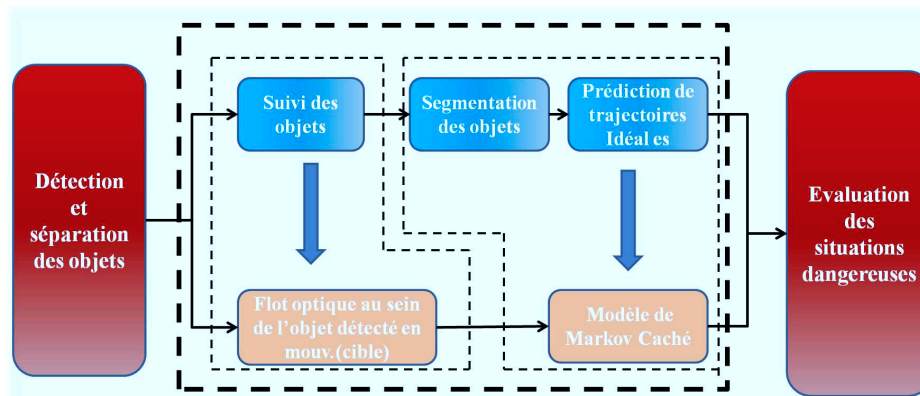 Détection
et
séparation
des objets
Suivi des
objets
Segmentation
des objets
Prédiction de
trajectoires
Idéal es
Flot optique au sein
de l'objet détecté en
mouv.(cible)
Modèle de
Markov Caché
Evaluation
des
situations
dangereuses